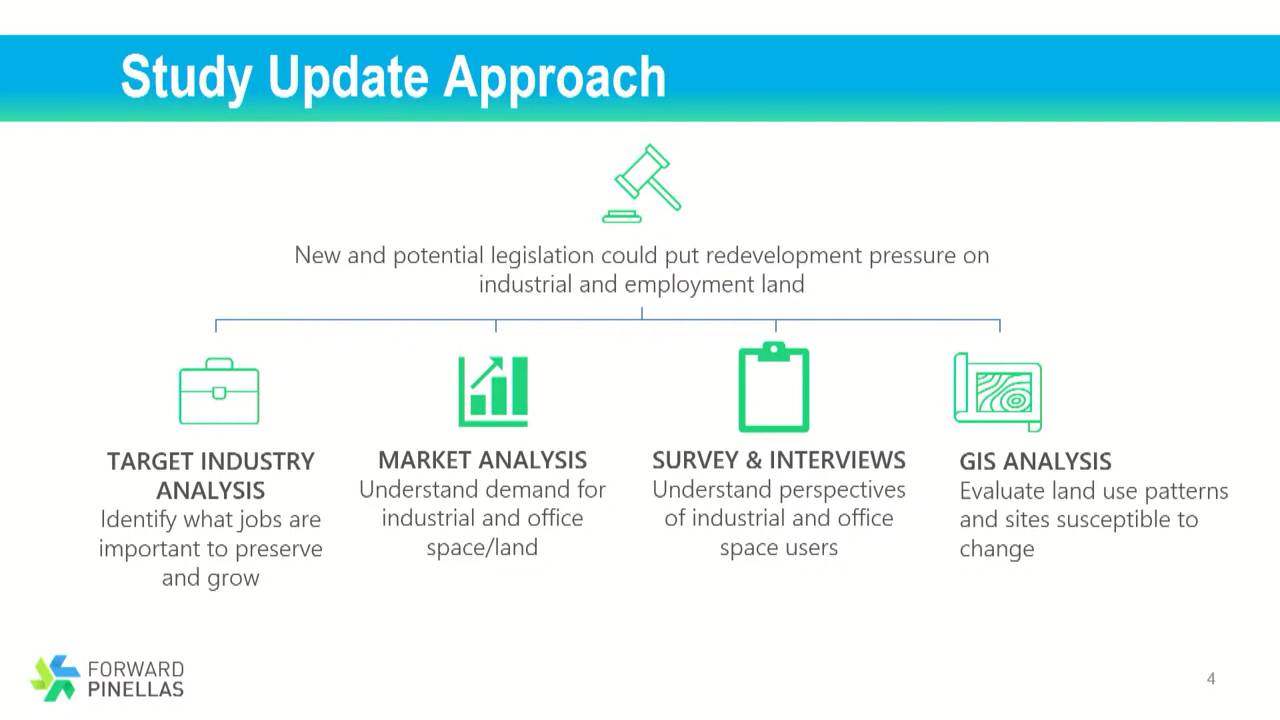 Study Update Approach
New and potential legislation could put redevelopment pressure on
industrial and employment land
TARGET INDUSTRY
ANALYSIS
Identify what jobs are
important to preserve
and grow
MARKET ANALYSIS
Understand demand for
industrial and office
space/land
SURVEY & INTERVIEWS
Understand perspectives
of industrial and office
space users
GIS ANALYSIS
Evaluate land use patterns
and sites susceptible to
change
FORWARD
PINELLAS
4